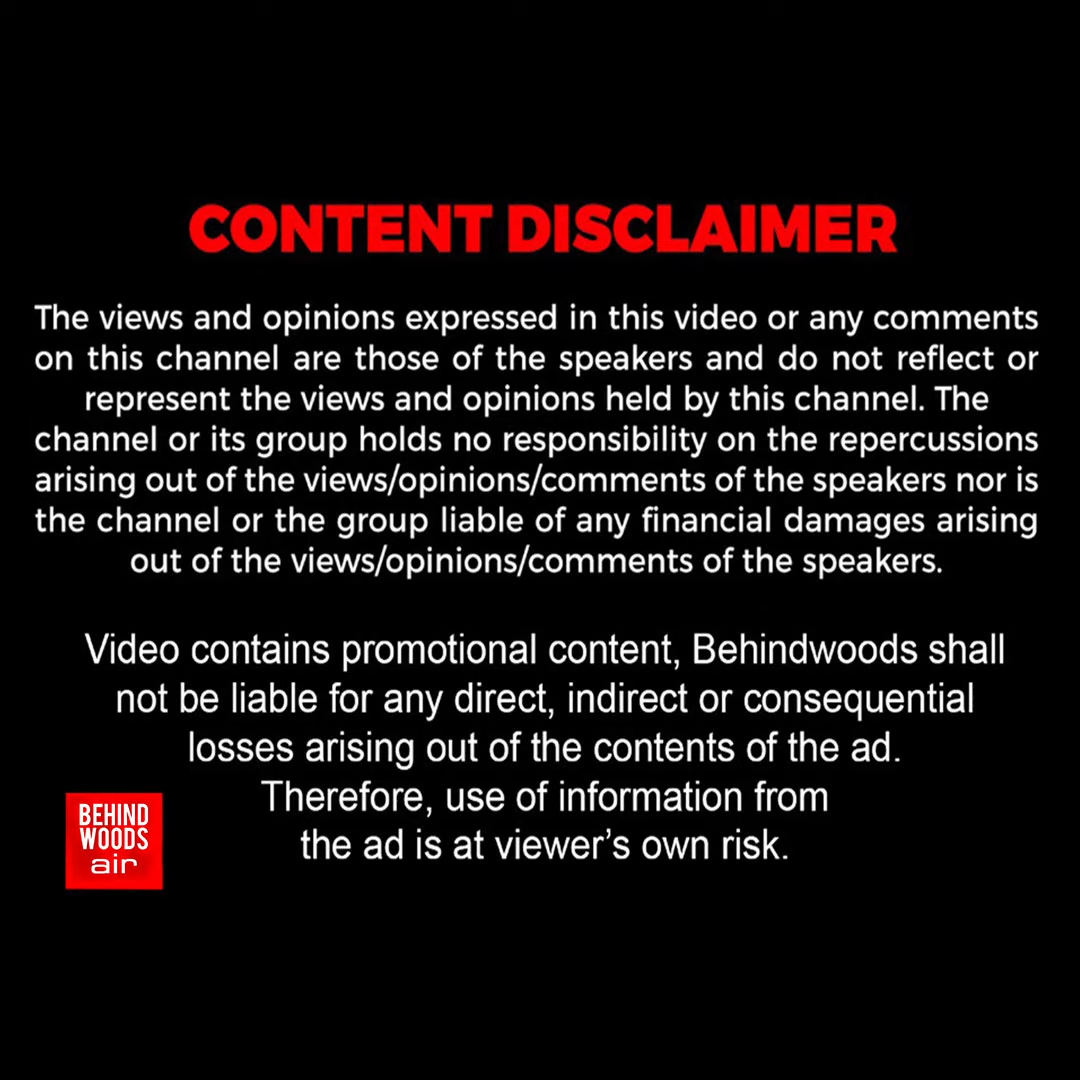 CONTENT DISCLAIMER
The views and opinions expressed in this video or any comments
on this channel are those of the speakers and do not reflect or
represent the views and opinions held by this channel. The
channel or its group holds no responsibility on the repercussions
arising out of the views/opinions/comments of the speakers nor is
the channel or the group liable of any financial damages arising
out of the views/opinions/comments of the speakers.
Video contains promotional content, Behindwoods shall
not be liable for any direct, indirect or consequential
losses arising out of the contents of the ad.
Therefore, use of information from
the ad is at viewer’s own risk.
BEHIND
WOODS
air